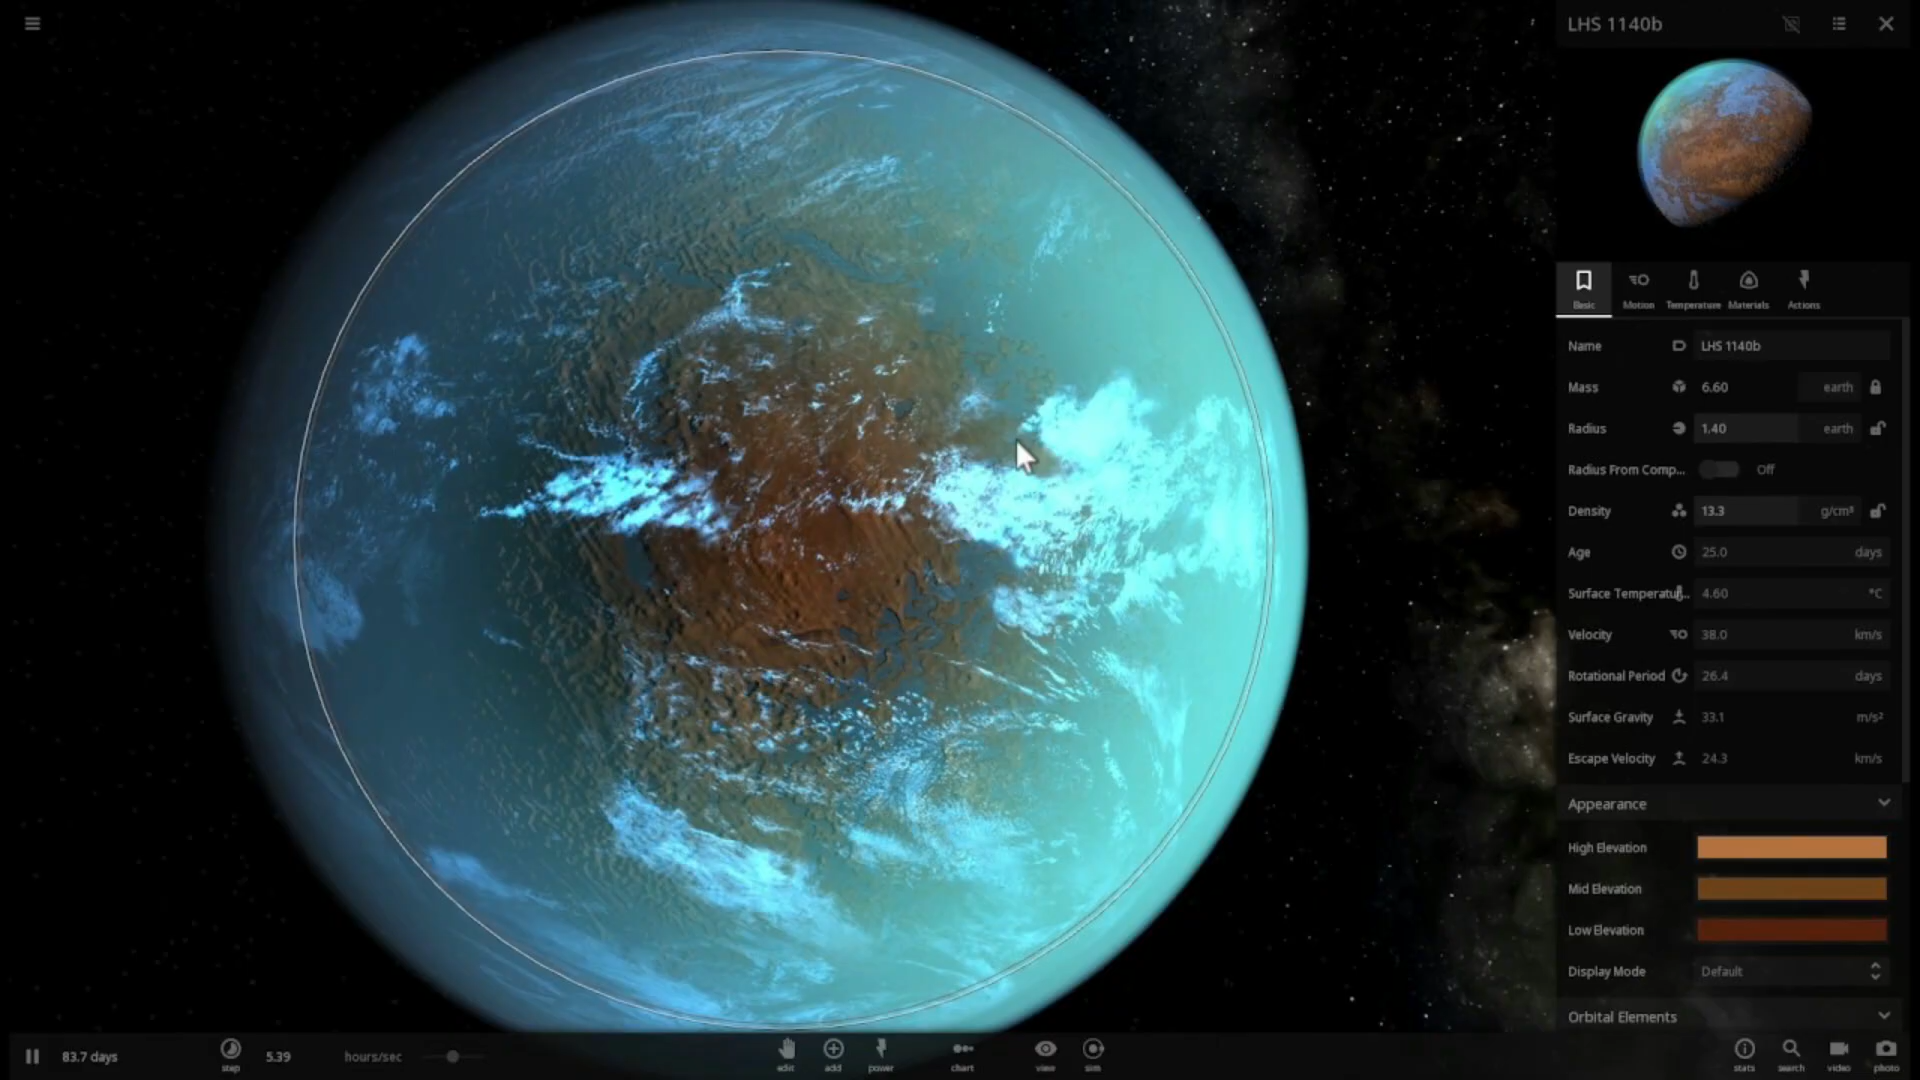 LHS 1140b
Basic Motion Temperature Materials Actions
Name LHS 1140b
Mass 6.60 earth
Radius 1.40 earth
Radius From Comp... Off
Density 13.3 g/cm³
Age 25.0 days
Surface Temperatur... 4.60 °C
Velocity 38.0 km/s
Rotational Period 26.4 days
Surface Gravity 33.1 m/s²
Escape Velocity 24.3 km/s
Appearance
High Elevation
Mid Elevation
Low Elevation
Display Mode Default
Orbital Elements
83.7 days step 5.39 hours/sec edit add power chart view sim stats search video photo